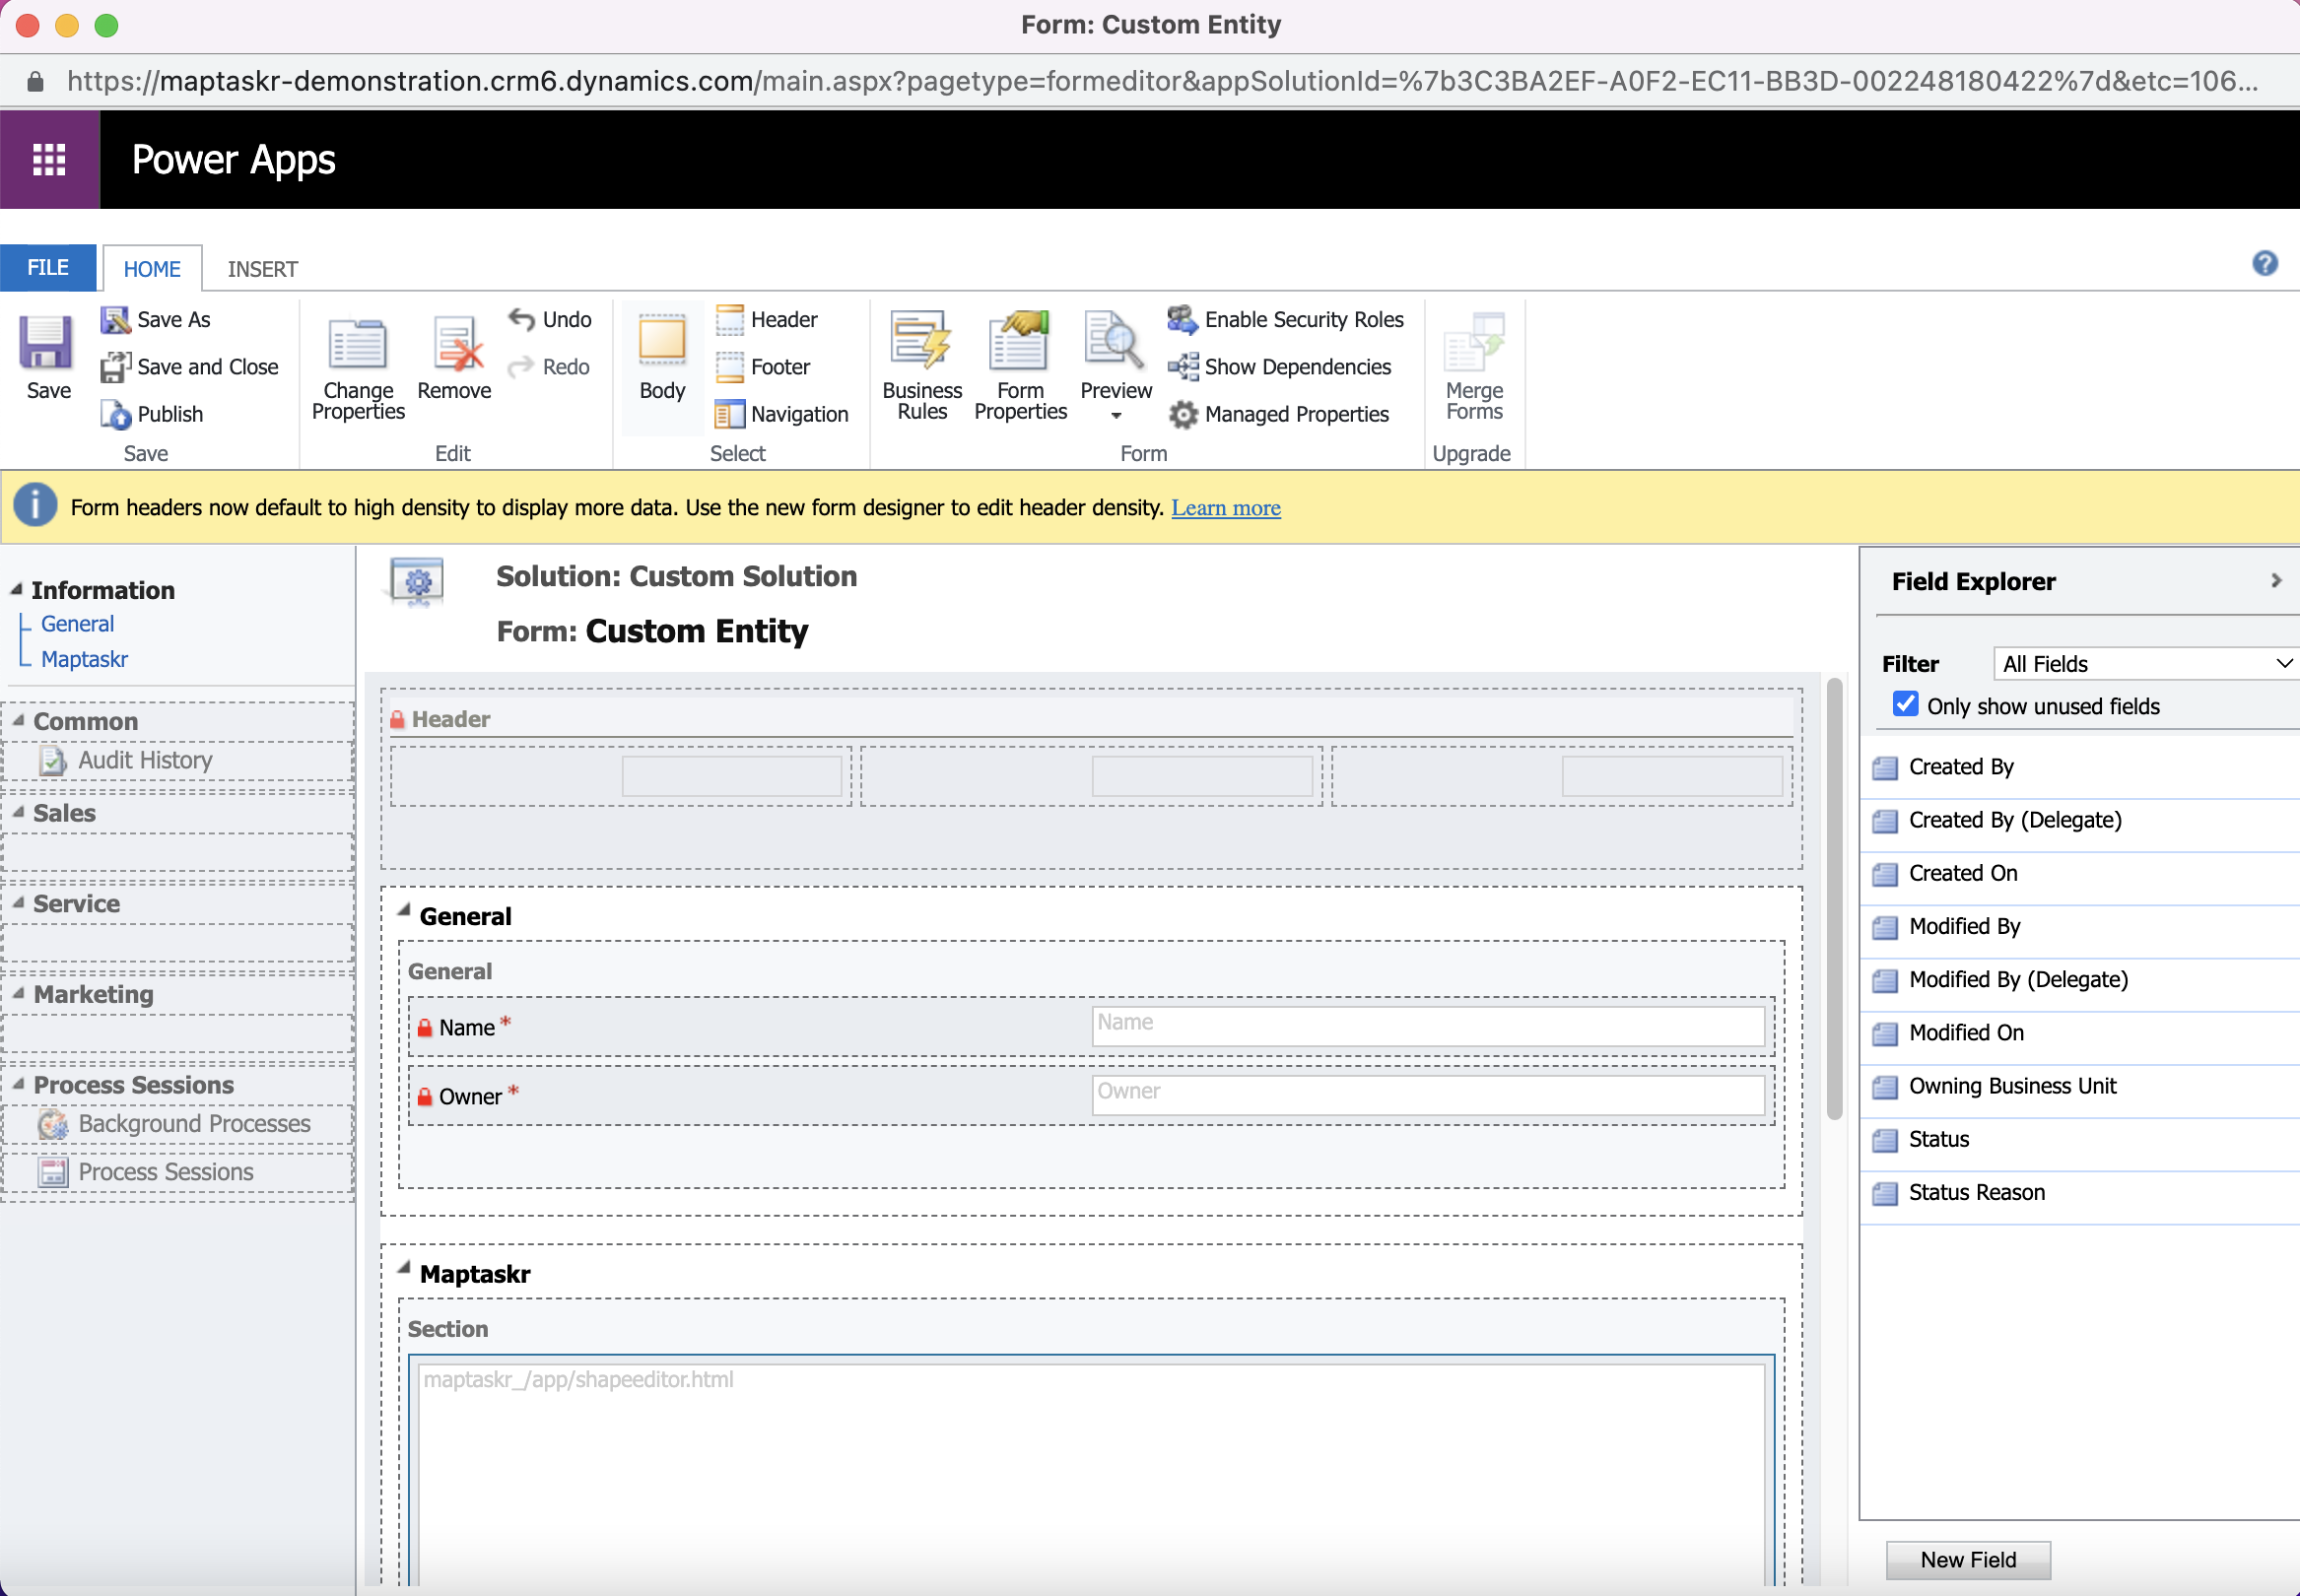 Form: Custom Entity
https://maptaskr-demonstration.crm6.dynamics.com/main.aspx?pagetype=formeditor&appSolutionId=%7b3C3BA2EF-A0F2-EC11-BB3D-002248180422%7d&etc=106...
Power Apps
FILE
HOME
INSERT
Save
Save As
Save and Close
Publish
Save
Change Properties
Remove
Undo
Redo
Edit
Body
Header
Footer
Navigation
Select
Business Rules
Form Properties
Preview
Enable Security Roles
Show Dependencies
Managed Properties
Form
Merge Forms
Upgrade
Form headers now default to high density to display more data. Use the new form designer to edit header density. Learn more
Information
General
Maptaskr
Common
Audit History
Sales
Service
Marketing
Process Sessions
Background Processes
Process Sessions
Solution: Custom Solution
Form: Custom Entity
Header
General
General
Name *
Name
Owner *
Owner
Maptaskr
Section
maptaskr_/app/shapeeditor.html
Field Explorer
Filter
All Fields
Only show unused fields
Created By
Created By (Delegate)
Created On
Modified By
Modified By (Delegate)
Modified On
Owning Business Unit
Status
Status Reason
New Field